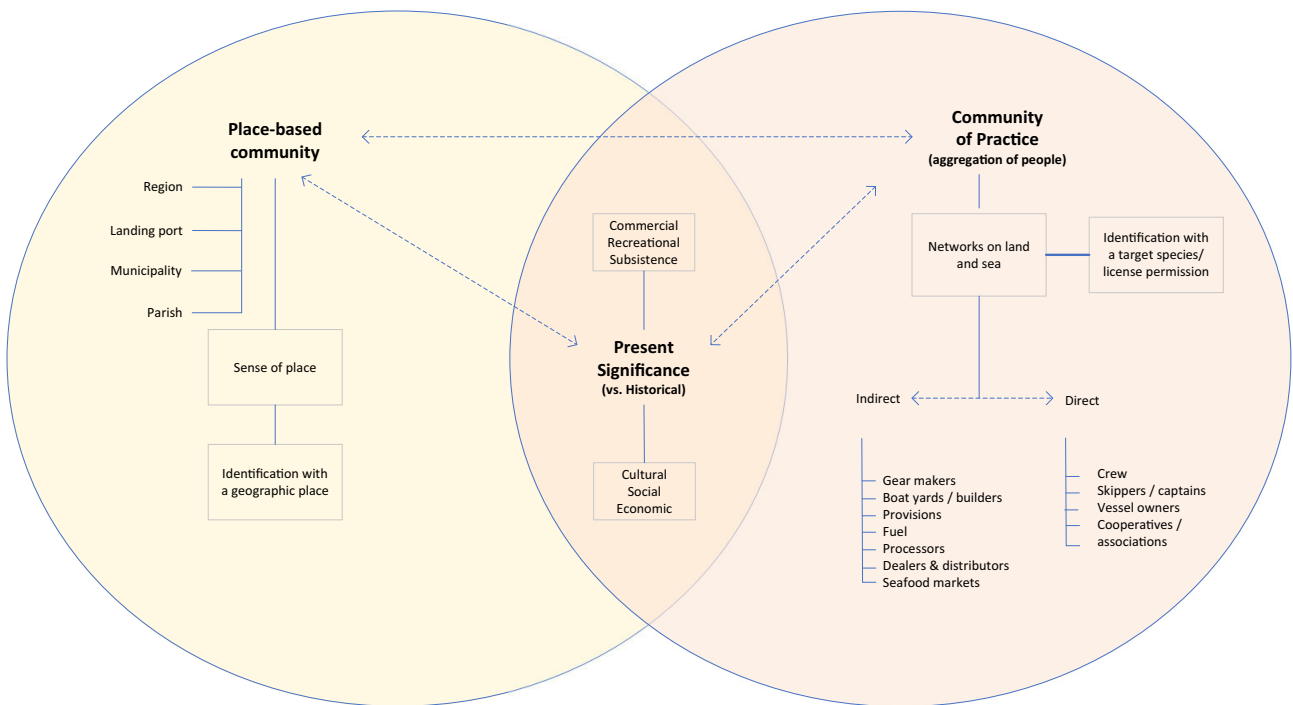 Place-based
community
Region
Landing port
Municipality
Parish
Sense of place
Identification with
a geographic place
Commercial
Recreational
Subsistence
Present
Significance
(vs. Historical)
Cultural
Social
Economic
Community
of Practice
(aggregation of people)
Networks on land
and sea
Identification with
a target species/
license permission
Indirect
Direct
Gear makers
Boat yards / builders
Provisions
Fuel
Processors
Dealers & distributors
Seafood markets
Crew
Skippers / captains
Vessel owners
Cooperatives /
associations